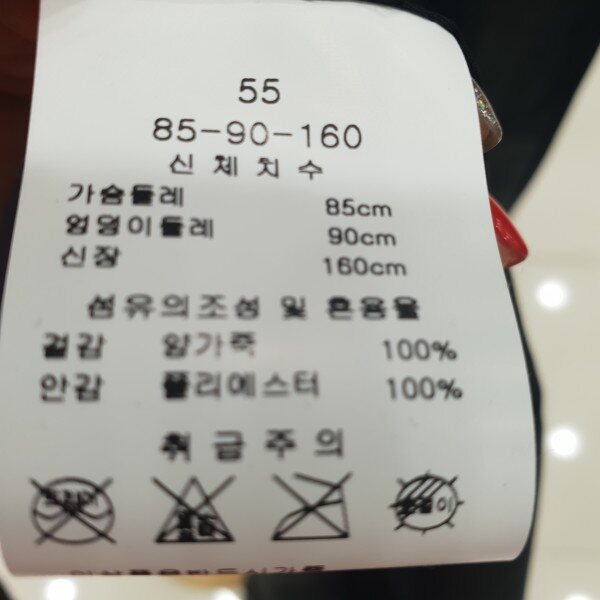 55
85-90-160
신체치수
가슴둘레 85cm
엉덩이둘레 90cm
신장 160cm
섬유의조성 및 혼용율
겉감 양가죽 100%
안감 폴리에스터 100%
취급주의